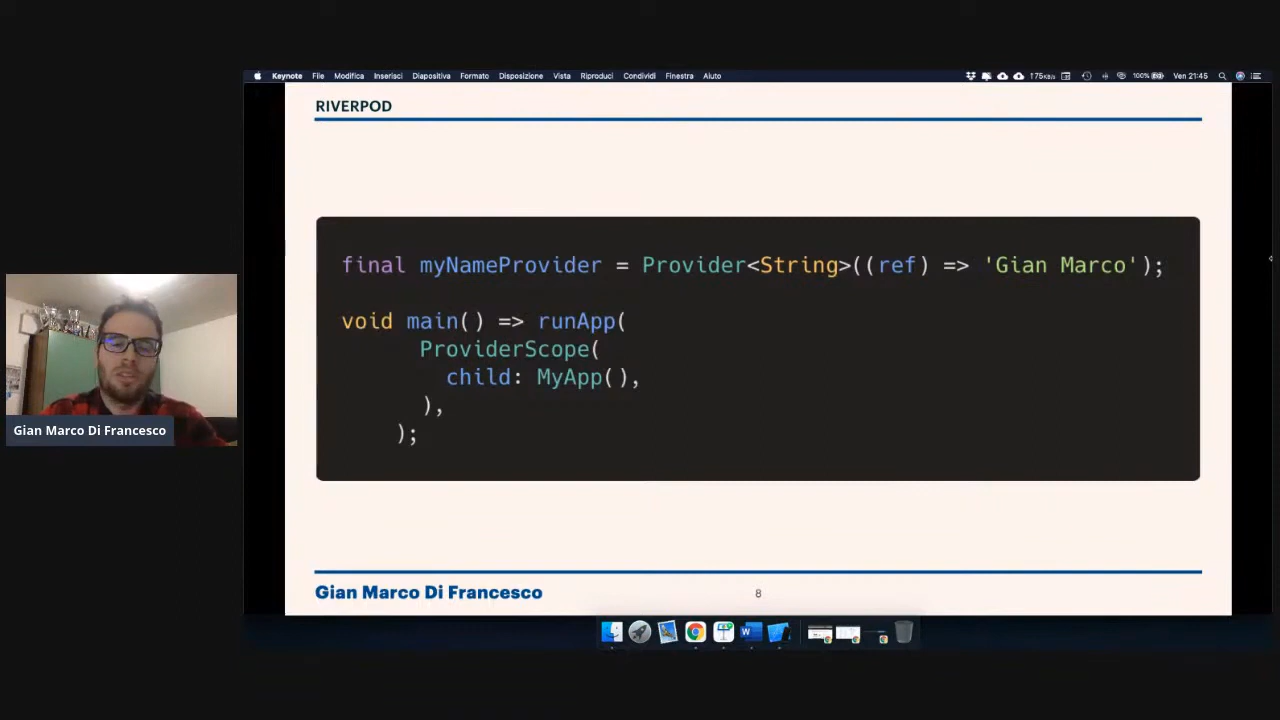 Keynote File Modifica Inserisci Diapositiva Formato Disposizione Vista Riproduci Condividi Finestra Aiuto 175KB/s 100% Ven 21:45
RIVERPOD
final myNameProvider = Provider<String>((ref) => 'Gian Marco');
void main() => runApp(
ProviderScope(
child: MyApp(),
),
);
Gian Marco Di Francesco
Gian Marco Di Francesco 8